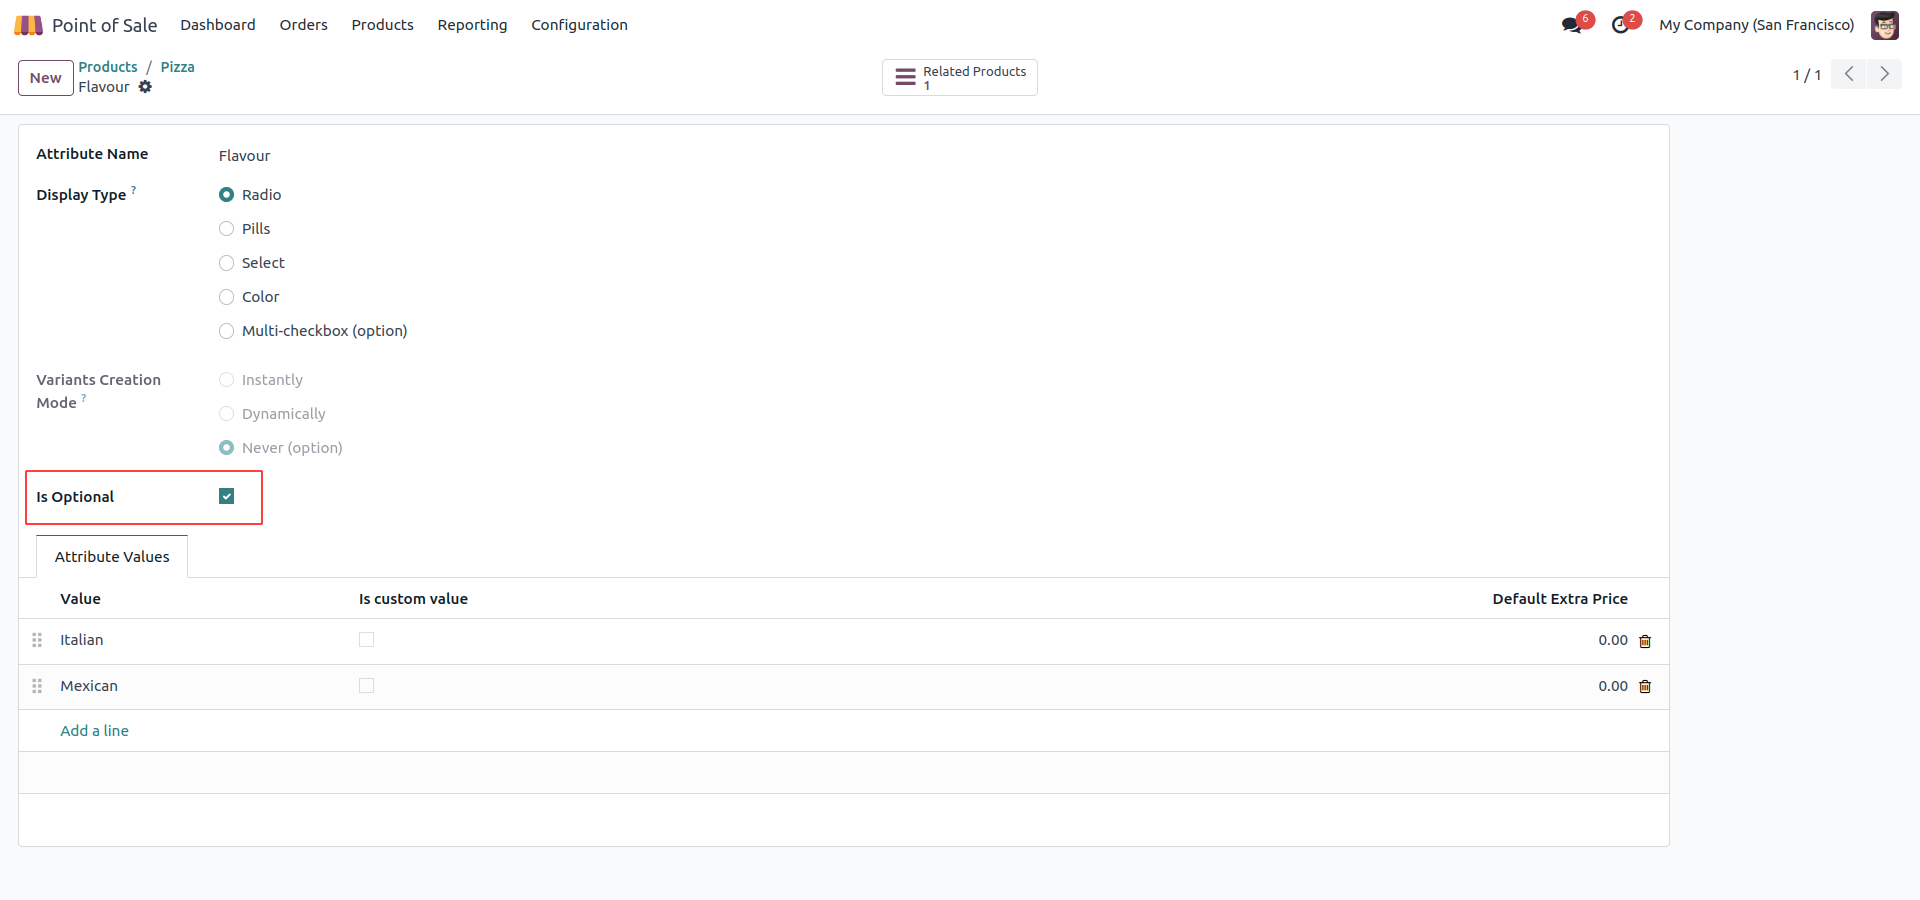 Point of Sale Dashboard Orders Products Reporting Configuration 6 2 My Company (San Francisco)
New Products / Pizza
Flavour
Related Products
1
1 / 1
Attribute Name Flavour
Display Type ? Radio
Pills
Select
Color
Multi-checkbox (option)
Variants Creation Mode ? Instantly
Dynamically
Never (option)
Is Optional
Attribute Values
Value Is custom value Default Extra Price
Italian 0.00
Mexican 0.00
Add a line